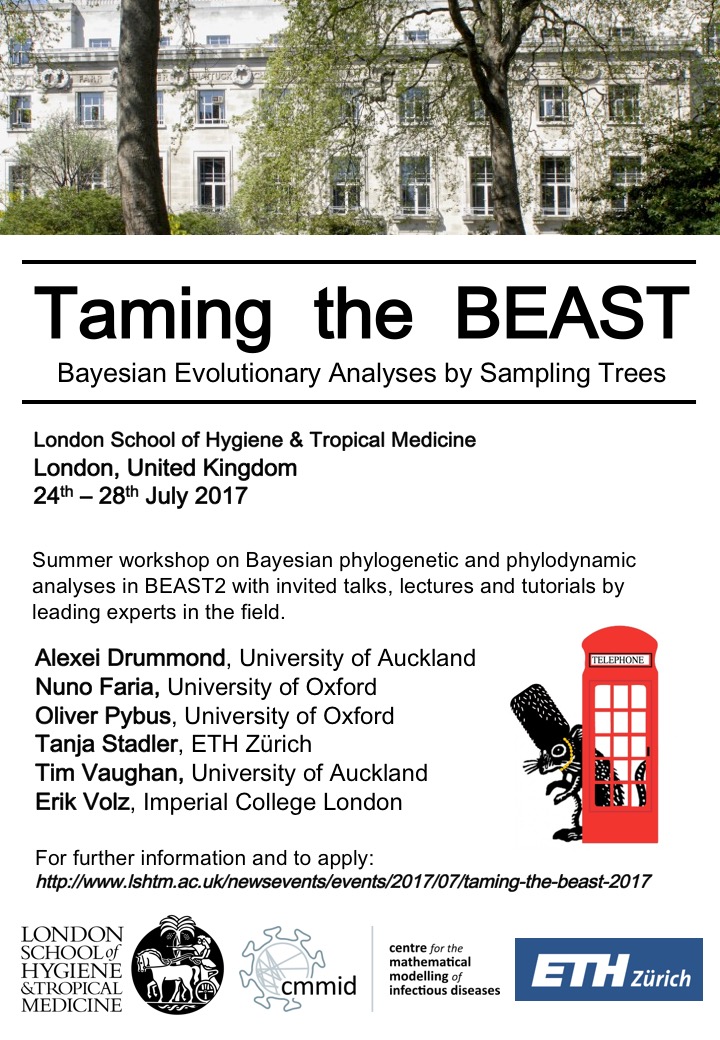 FARR
Taming the BEAST
Bayesian Evolutionary Analyses by Sampling Trees
London School of Hygiene & Tropical Medicine
London, United Kingdom
24th – 28th July 2017
Summer workshop on Bayesian phylogenetic and phylodynamic
analyses in BEAST2 with invited talks, lectures and tutorials by
leading experts in the field.
Alexei Drummond, University of Auckland
Nuno Faria, University of Oxford
Oliver Pybus, University of Oxford
Tanja Stadler, ETH Zürich
Tim Vaughan, University of Auckland
Erik Volz, Imperial College London
TELEPHONE
For further information and to apply:
http://www.lshtm.ac.uk/newsevents/events/2017/07/taming-the-beast-2017
LONDON
SCHOOL of
HYGIENE
& TROPICAL
MEDICINE
cmmid
centre for the
mathematical
modelling of
infectious diseases
ETH Zürich